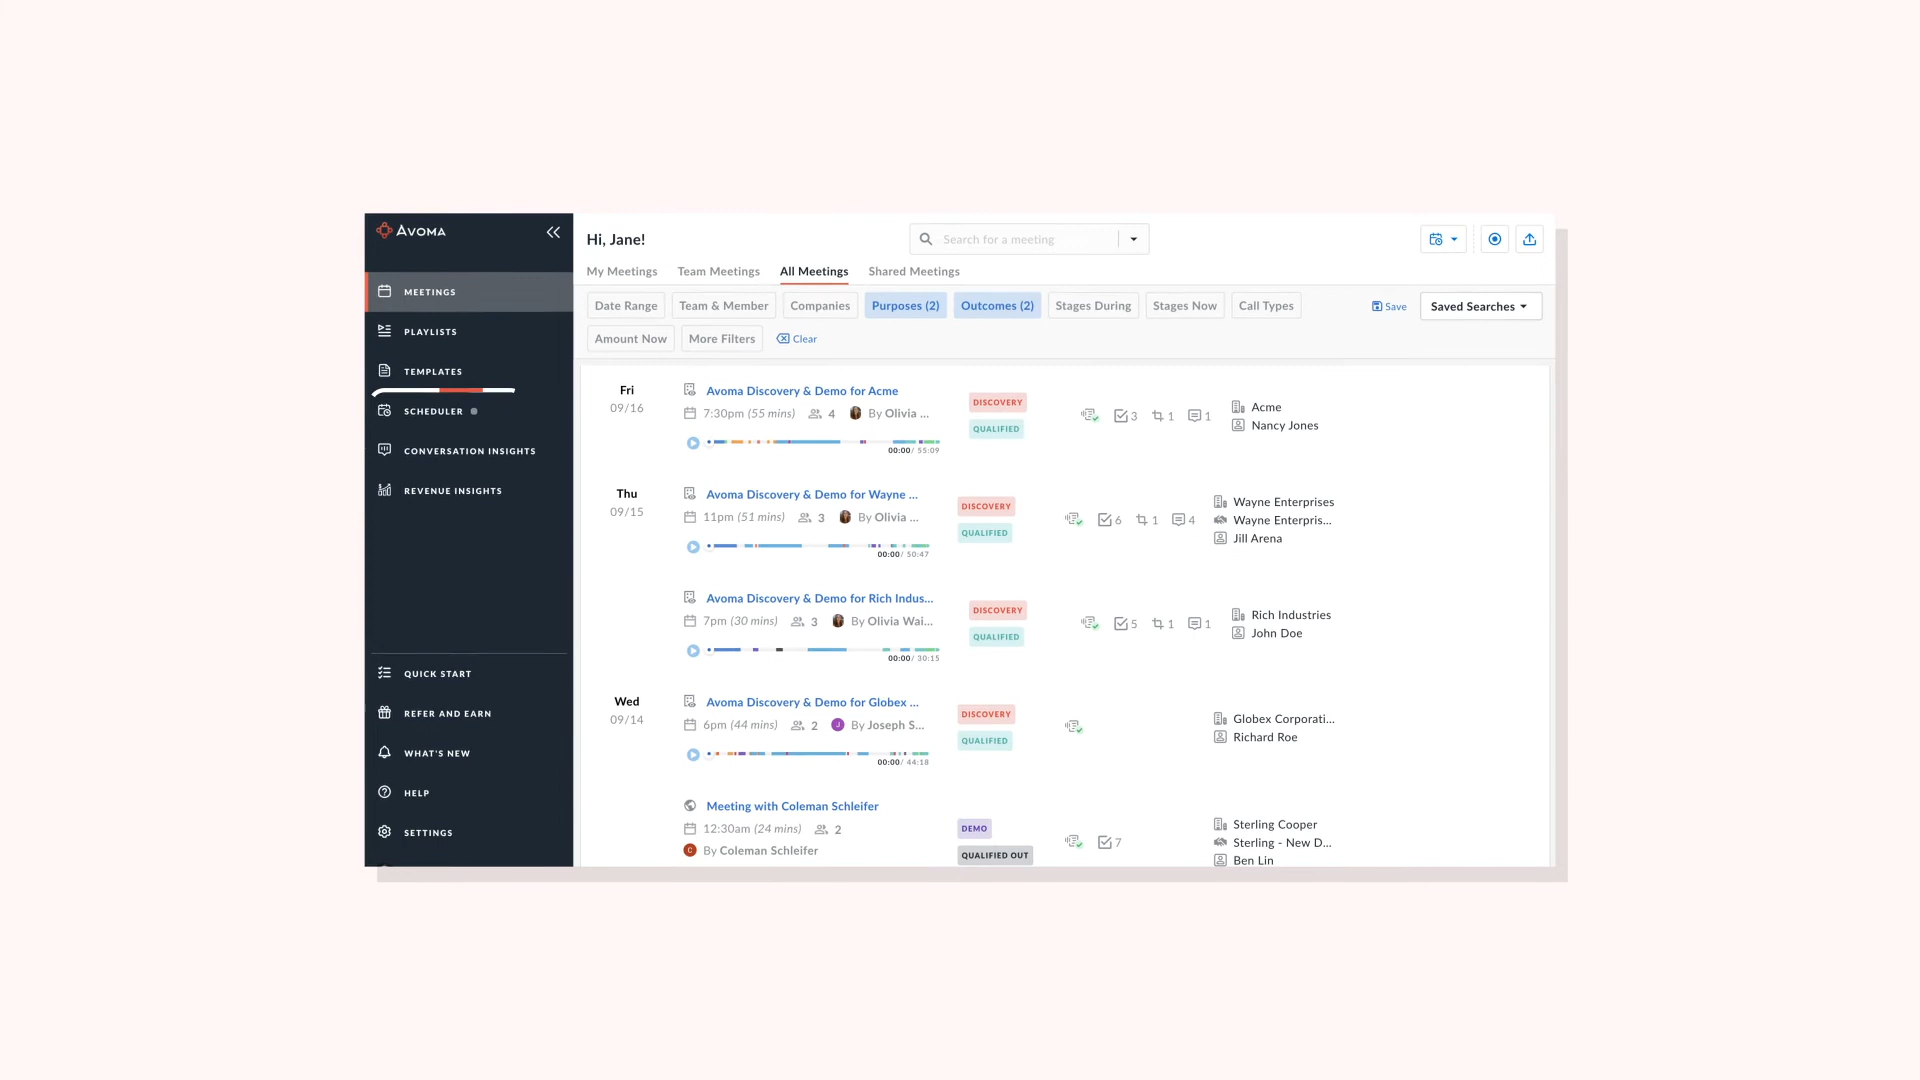 AVOMA
MEETINGS
PLAYLISTS
TEMPLATES
SCHEDULER
CONVERSATION INSIGHTS
REVENUE INSIGHTS
QUICK START
REFER AND EARN
WHAT'S NEW
HELP
SETTINGS
Hi, Jane!
Search for a meeting
My Meetings Team Meetings All Meetings Shared Meetings
Date Range Team & Member Companies Purposes (2) Outcomes (2) Stages During Stages Now Call Types Save Saved Searches
Amount Now More Filters Clear
Fri
09/16
Avoma Discovery & Demo for Acme
7:30pm (55 mins) 4 By Olivia ...
00:00/ 55:09
DISCOVERY
QUALIFIED
3 1 1
Acme
Nancy Jones
Thu
09/15
Avoma Discovery & Demo for Wayne ...
11pm (51 mins) 3 By Olivia ...
00:00/ 50:47
DISCOVERY
QUALIFIED
6 1 4
Wayne Enterprises
Wayne Enterpris...
Jill Arena
Avoma Discovery & Demo for Rich Indus...
7pm (30 mins) 3 By Olivia Wai...
00:00/ 30:15
DISCOVERY
QUALIFIED
5 1 1
Rich Industries
John Doe
Wed
09/14
Avoma Discovery & Demo for Globex ...
6pm (44 mins) 2 J By Joseph S...
00:00/ 44:18
DISCOVERY
QUALIFIED
Globex Corporati...
Richard Roe
Meeting with Coleman Schleifer
12:30am (24 mins) 2
C By Coleman Schleifer
DEMO
QUALIFIED OUT
7
Sterling Cooper
Sterling - New D...
Ben Lin